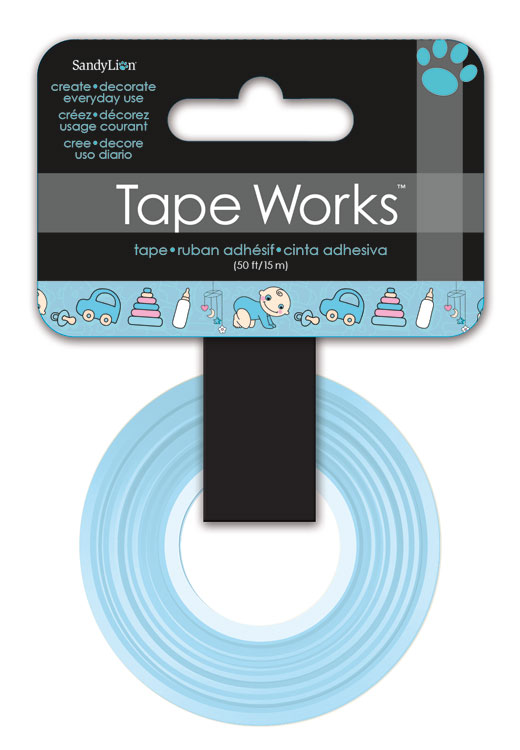 SandyLion
create•decorate
everyday use
créez•décorez
usage courant
cree•decore
uso diario
Tape Works™
tape•ruban adhésif•cinta adhesiva
(50 ft/15 m)